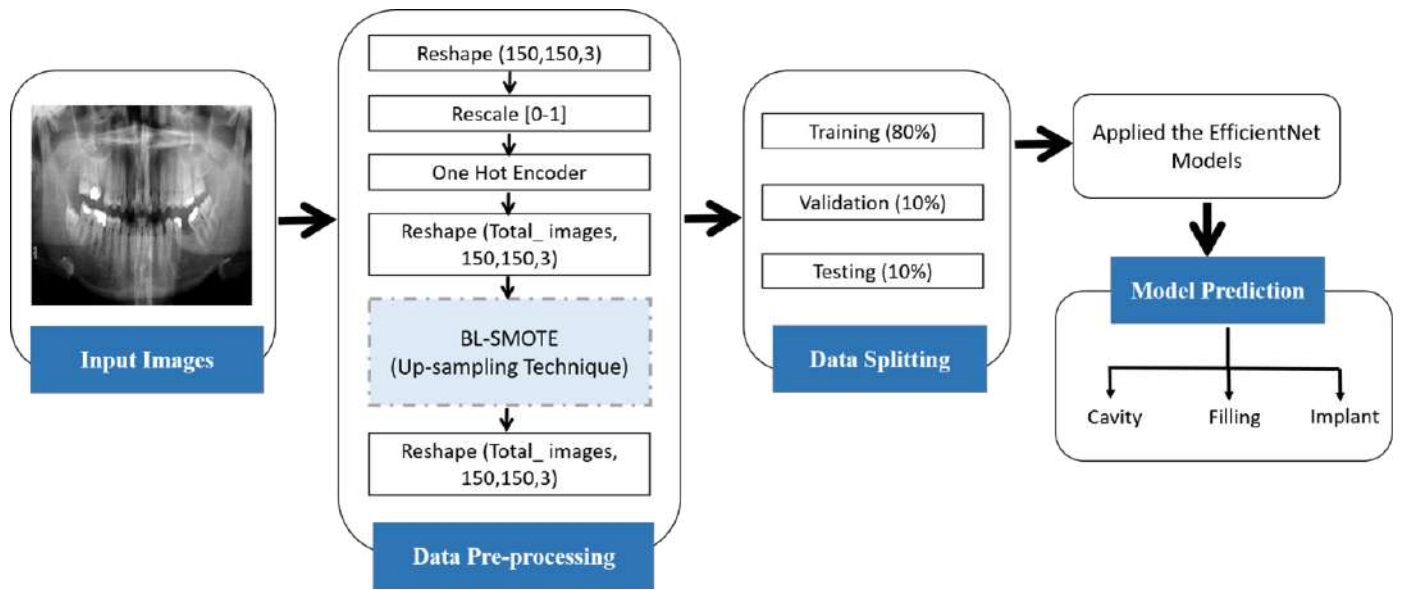 Input Images
Reshape (150,150,3)
Rescale [0-1]
One Hot Encoder
Reshape (Total_ images,
150,150,3)
BL-SMOTE
(Up-sampling Technique)
Reshape (Total_ images,
150,150,3)
Data Pre-processing
Training (80%)
Validation (10%)
Testing (10%)
Data Splitting
Applied the EfficientNet
Models
Model Prediction
Cavity
Filling
Implant